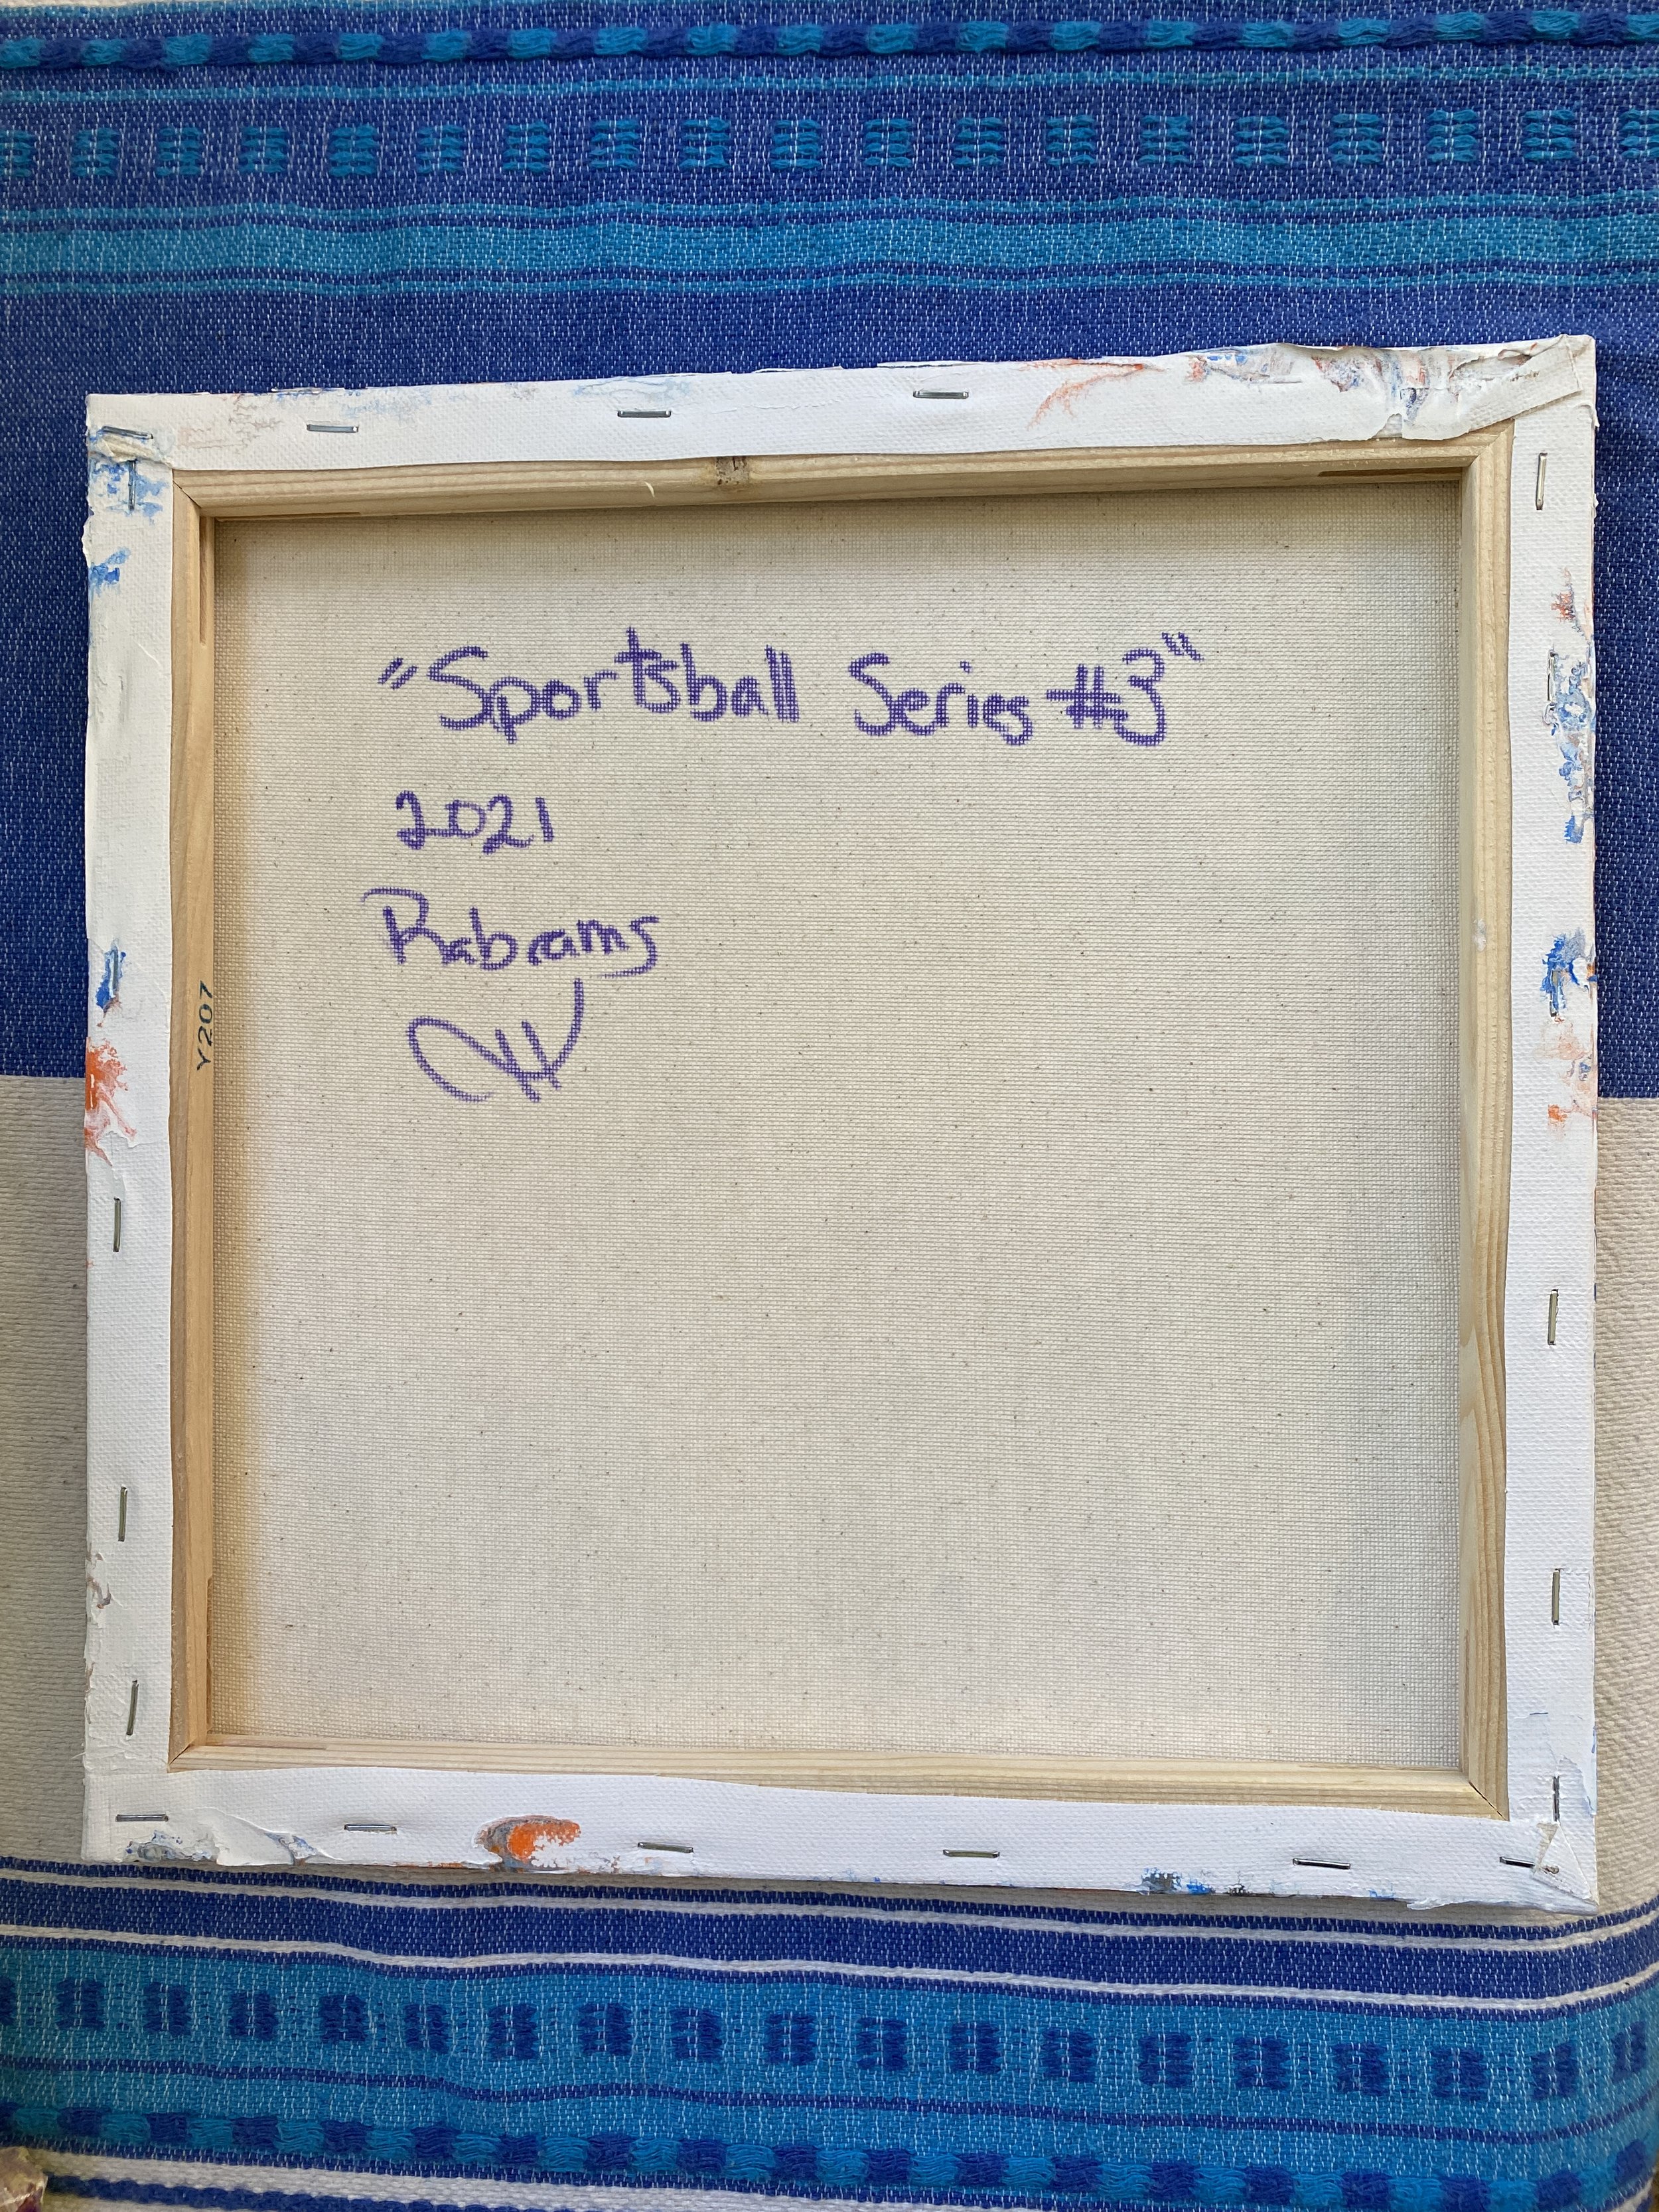 "Sportsball Series #3"
2021
Rabrams
Y207